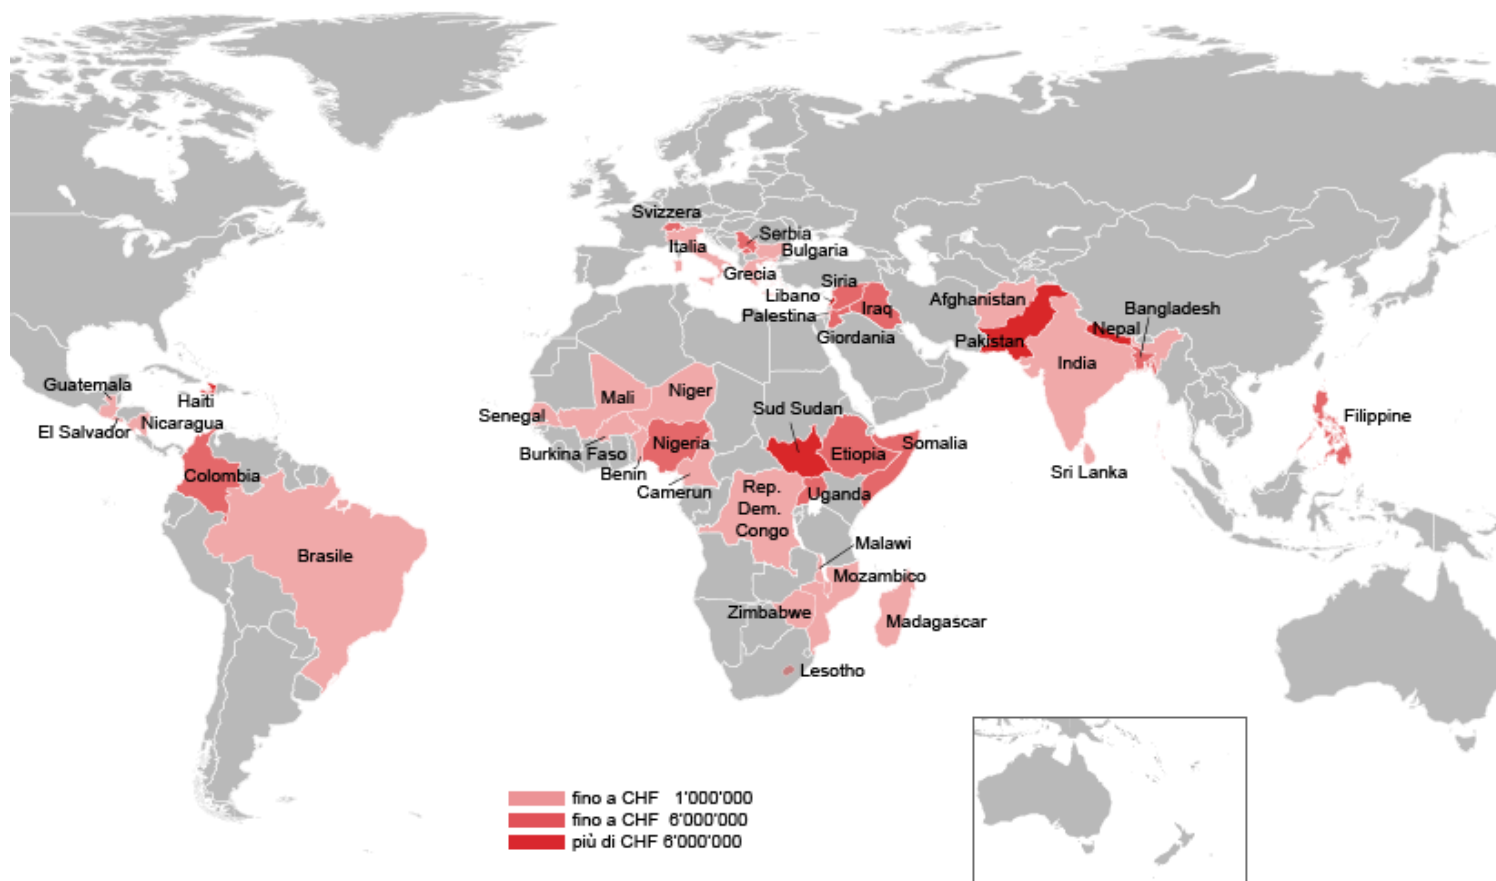 Svizzera
Serbia
Italia
Bulgaria
Grecia
Siria
Libano
Iraq
Palestina
Giordania
Afghanistan
Bangladesh
Nepal
Pakistan
India
Guatemala
Haiti
Nicaragua
El Salvador
Mali
Niger
Senegal
Sud Sudan
Filippine
Nigeria
Somalia
Etiopia
Burkina Faso
Benin
Camerun
Sri Lanka
Colombia
Rep.
Dem.
Congo
Uganda
Brasile
Malawi
Mozambico
Zimbabwe
Madagascar
Lesotho
fino a CHF 1'000'000
fino a CHF 6'000'000
più di CHF 6'000'000